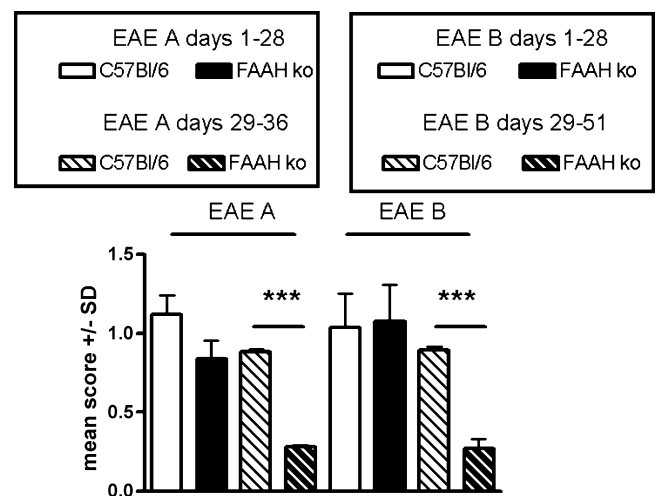 EAE A days 1-28
C57Bl/6 FAAH ko
EAE A days 29-36
C57Bl/6 FAAH ko
EAE B days 1-28
C57Bl/6 FAAH ko
EAE B days 29-51
C57Bl/6 FAAH ko
EAE A EAE B
mean score +/- SD
1.5
1.0
0.5
0.0
*** ***